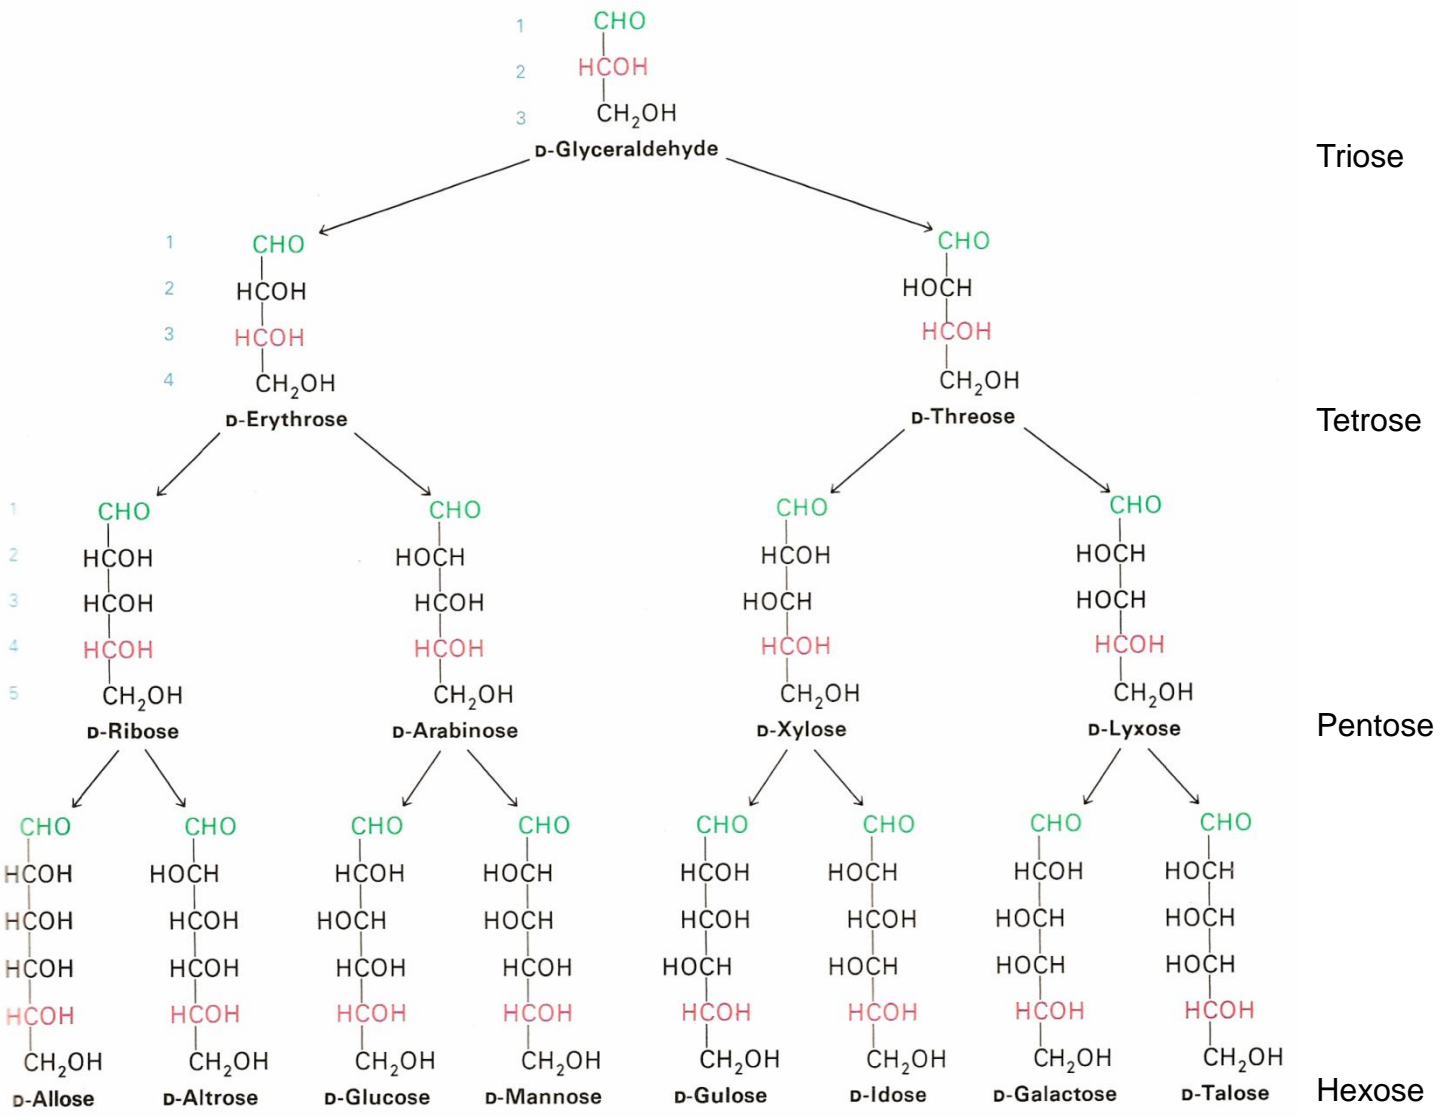 1 CHO
2 HCOH
3 CH₂OH
D-Glyceraldehyde
Triose
1 CHO CHO
2 HCOH HOCH
3 HCOH HCOH
4 CH₂OH CH₂OH
D-Erythrose D-Threose Tetrose
1 CHO CHO CHO CHO
2 HCOH HOCH HCOH HOCH
3 HCOH HCOH HOCH HOCH
4 HCOH HCOH HCOH HCOH
5 CH₂OH CH₂OH CH₂OH CH₂OH
D-Ribose D-Arabinose D-Xylose D-Lyxose Pentose
CHO CHO CHO CHO CHO CHO CHO CHO
HCOH HOCH HCOH HOCH HCOH HOCH HCOH HOCH
HCOH HCOH HOCH HOCH HCOH HCOH HOCH HOCH
HCOH HCOH HCOH HCOH HOCH HOCH HOCH HOCH
HCOH HCOH HCOH HCOH HCOH HCOH HCOH HCOH
CH₂OH CH₂OH CH₂OH CH₂OH CH₂OH CH₂OH CH₂OH CH₂OH
D-Allose D-Altrose D-Glucose D-Mannose D-Gulose D-Idose D-Galactose D-Talose Hexose